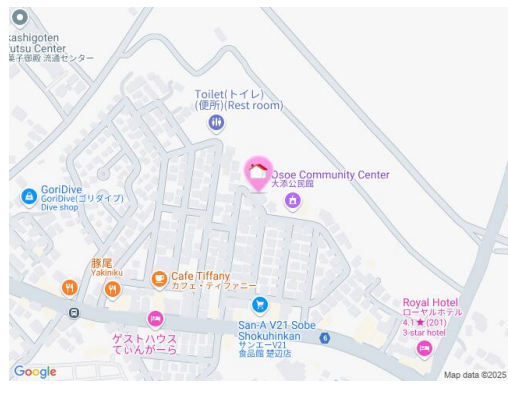 kashigoten
rutsu Center
菓子御殿 流通センター
Toilet(トイレ)
(便所)(Rest room)
Osoe Community Center
大添公民館
GoriDive
GoriDive(ゴリダイブ)
Dive shop
豚尾
Yakiniku
Cafe Tiffany
カフェ・ティファニー
Royal Hotel
ローヤルホテル
4.1★(201)
3-star hotel
ゲストハウス
てぃんがーら
San-A V21 Sobe
Shokuhinkan
サンエーV21
食品館 楚辺店
6
Google
Map data ©2025